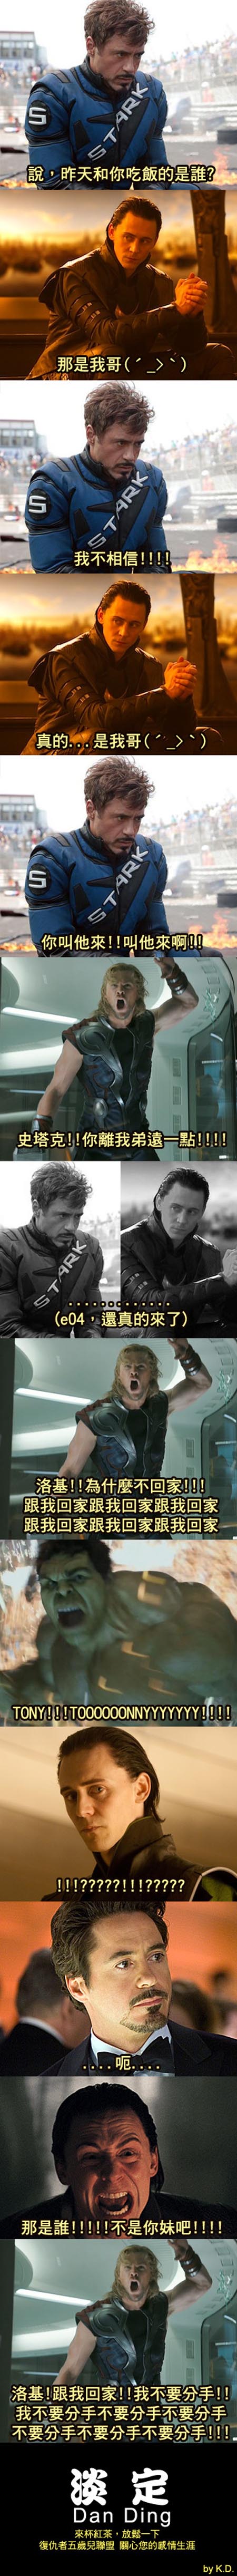 S
STARK
說，昨天和你吃飯的是誰?
那是我哥(ˊ_>ˋ)
S
STARK
我不相信!!!!
真的...是我哥(ˊ_>ˋ)
S
STARK
你叫他來!!叫他來啊!!
史塔克!!你離我弟遠一點!!!!
STARK
.............
(e04，還真的來了)
洛基!!為什麼不回家!!!
跟我回家跟我回家跟我回家
跟我回家跟我回家跟我回家
TONY!!!TOOOOOONNYYYYYYY!!!!
!!!?????!!!?????
....呃....
那是誰!!!!!不是你妹吧!!!!
洛基!跟我回家!!我不要分手!!
我不要分手不要分手不要分手
不要分手不要分手不要分手!!!
淡定
Dan Ding
來杯紅茶，放鬆一下
復仇者五歲兒聯盟 關心您的感情生涯
by K.D.